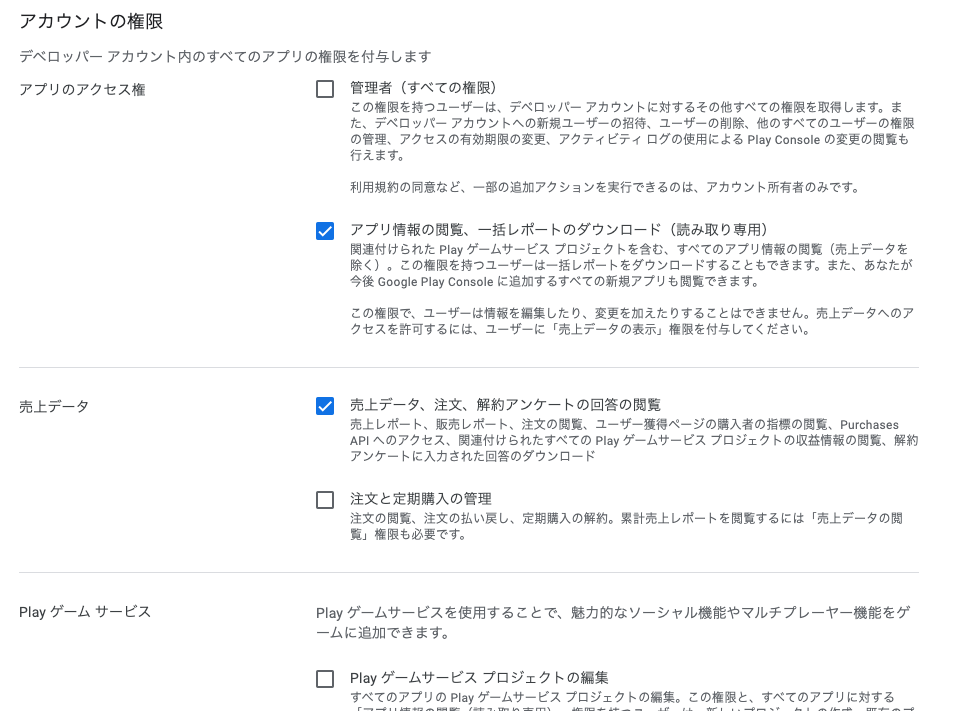 アカウントの権限
デベロッパー アカウント内のすべてのアプリの権限を付与します
アプリのアクセス権
管理者（すべての権限）
この権限を持つユーザーは、デベロッパー アカウントに対するその他すべての権限を取得します。ま
た、デベロッパー アカウントへの新規ユーザーの招待、ユーザーの削除、他のすべてのユーザーの権限
の管理、アクセスの有効期限の変更、アクティビティ ログの使用による Play Console の変更の閲覧も
行えます。
利用規約の同意など、一部の追加アクションを実行できるのは、アカウント所有者のみです。
アプリ情報の閲覧、一括レポートのダウンロード（読み取り専用）
関連付けられた Play ゲームサービス プロジェクトを含む、すべてのアプリ情報の閲覧（売上データを
除く）。この権限を持つユーザーは一括レポートをダウンロードすることもできます。また、あなたが
今後 Google Play Console に追加するすべての新規アプリも閲覧できます。
この権限で、ユーザーは情報を編集したり、変更を加えたりすることはできません。売上データへのア
クセスを許可するには、ユーザーに「売上データの表示」権限を付与してください。
売上データ
売上データ、注文、解約アンケートの回答の閲覧
売上レポート、販売レポート、注文の閲覧、ユーザー獲得ページの購入者の指標の閲覧、Purchases
API へのアクセス、関連付けられたすべての Play ゲームサービス プロジェクトの収益情報の閲覧、解約
アンケートに入力された回答のダウンロード
注文と定期購入の管理
注文の閲覧、注文の払い戻し、定期購入の解約。累計売上レポートを閲覧するには「売上データの閲
覧」権限も必要です。
Play ゲーム サービス
Play ゲームサービスを使用することで、魅力的なソーシャル機能やマルチプレーヤー機能をゲ
ームに追加できます。
Play ゲームサービス プロジェクトの編集
すべてのアプリの Play ゲームサービス プロジェクトの編集。この権限と、すべてのアプリに対する